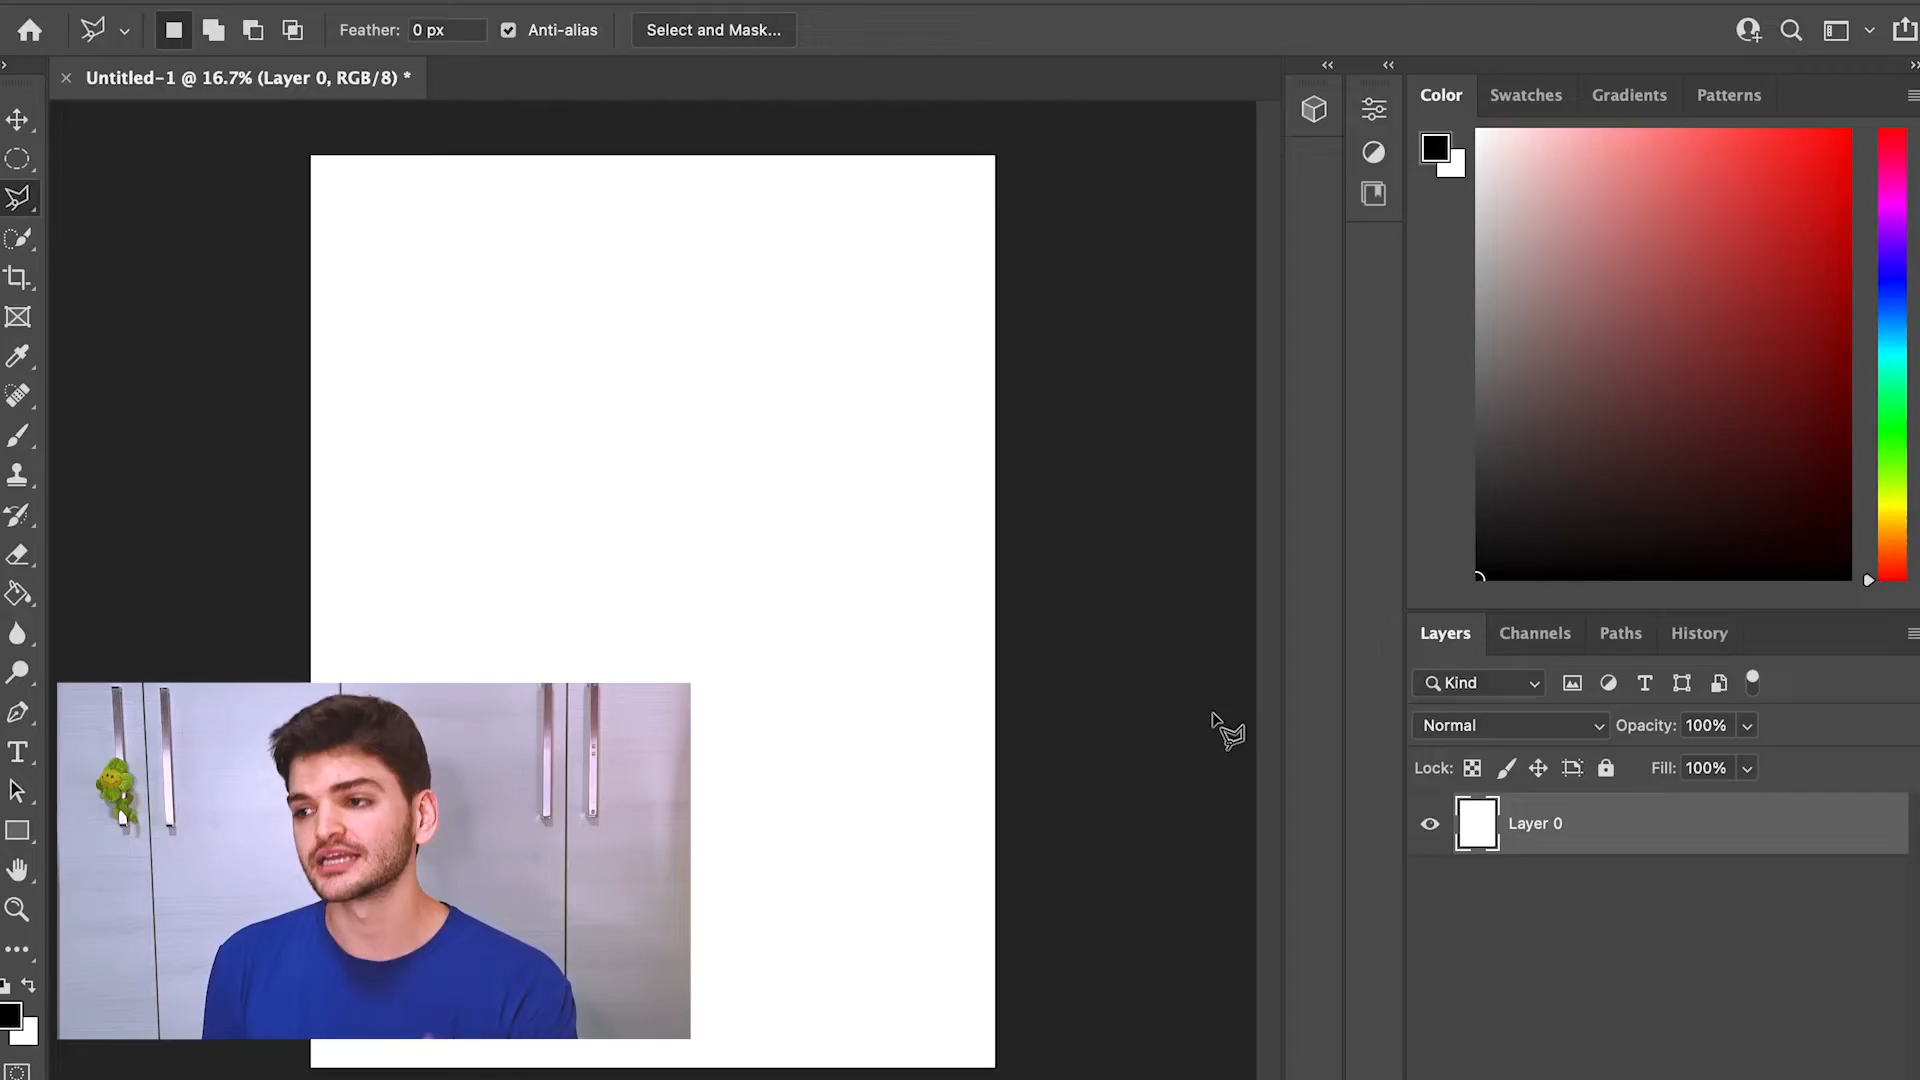 Feather: 0 px Anti-alias Select and Mask...
Untitled-1 @ 16.7% (Layer 0, RGB/8) *
Color Swatches Gradients Patterns
Layers Channels Paths History
Kind
Normal Opacity: 100%
Lock: Fill: 100%
Layer 0